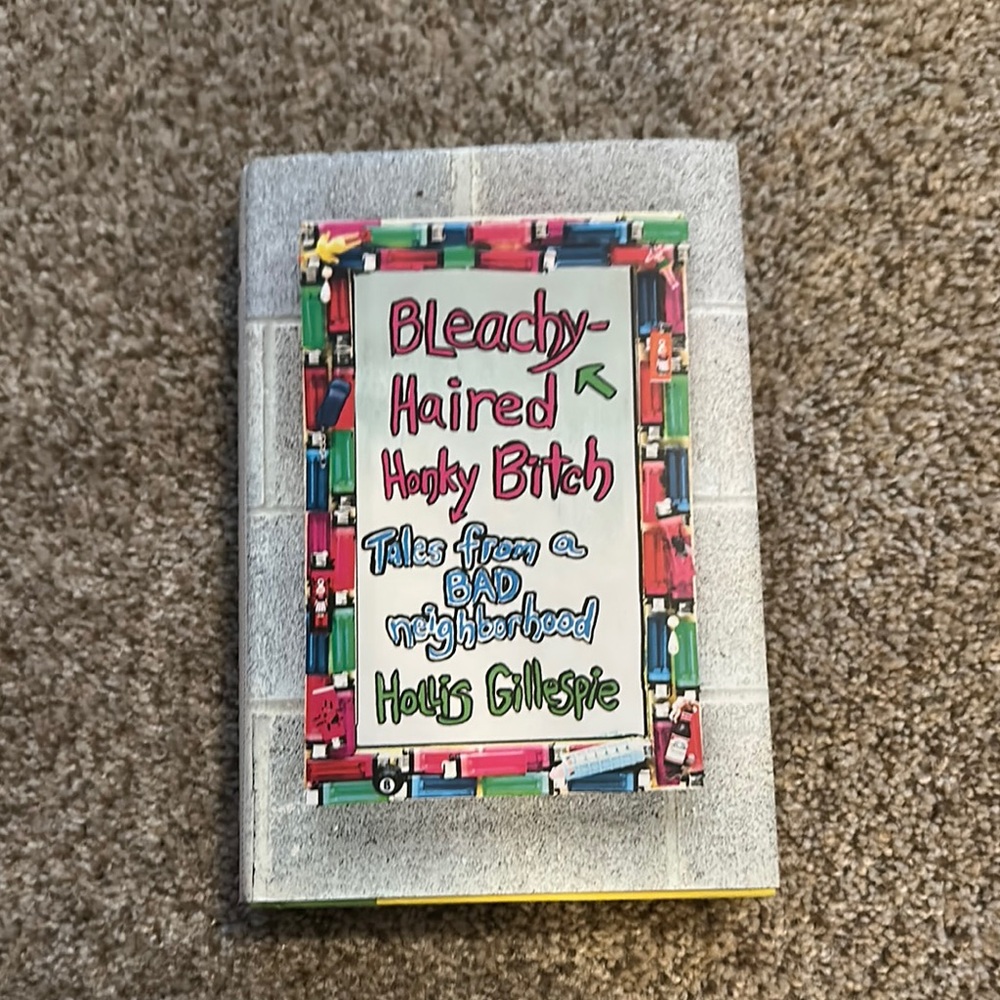 BLeachy-
Haired
Honky Bitch
Tales from a
BAD
neighborhood
Hollis Gillespie